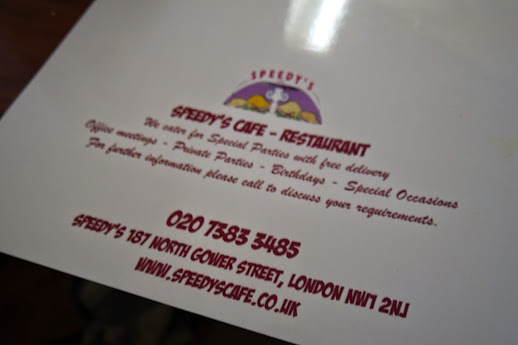 SPEEDY'S
SPEEDY'S CAFE - RESTAURANT
We cater for Special Parties with free delivery
Office meetings - Private Parties - Birthdays - Special Occasions
For further information please call to discuss your requirements.
020 7383 3485
SPEEDY'S 187 NORTH GOWER STREET, LONDON NW1 2NJ
WWW.SPEEDYSCAFE.CO.UK